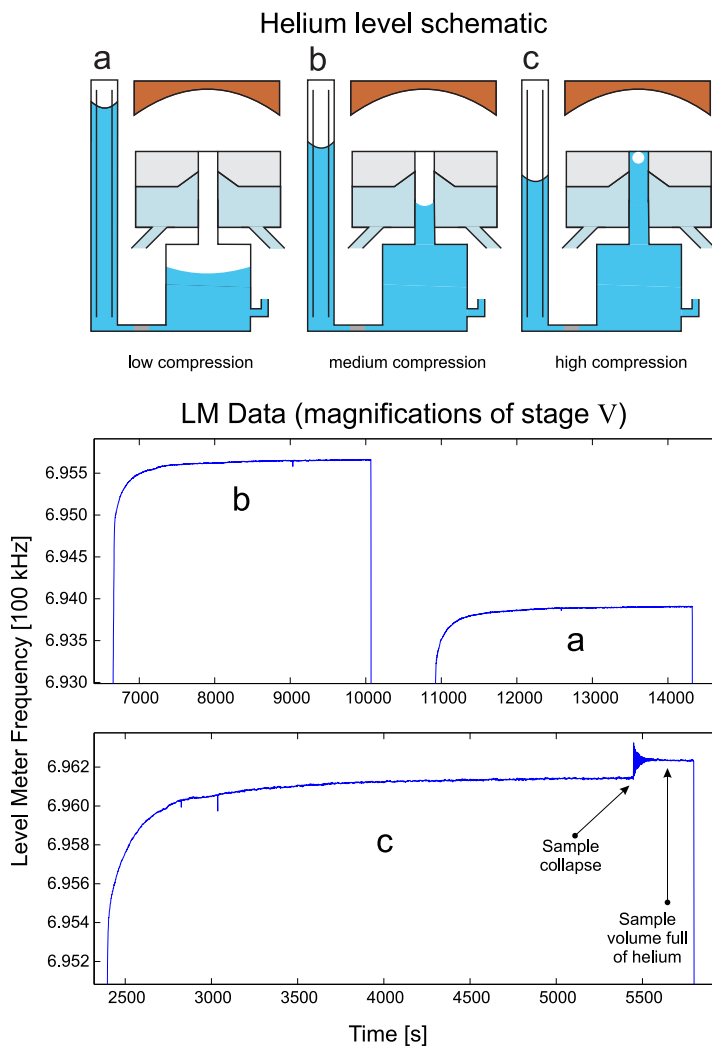 Helium level schematic
a
b
c
low compression
medium compression
high compression
LM Data (magnifications of stage V)
Level Meter Frequency [100 kHz]
6.955
6.950
6.945
6.940
6.935
6.930
b
a
7000 8000 9000 10000 11000 12000 13000 14000
6.962
6.960
6.958
6.956
6.954
6.952
c
Sample
collapse
Sample
volume full
of helium
2500 3000 3500 4000 4500 5000 5500
Time [s]